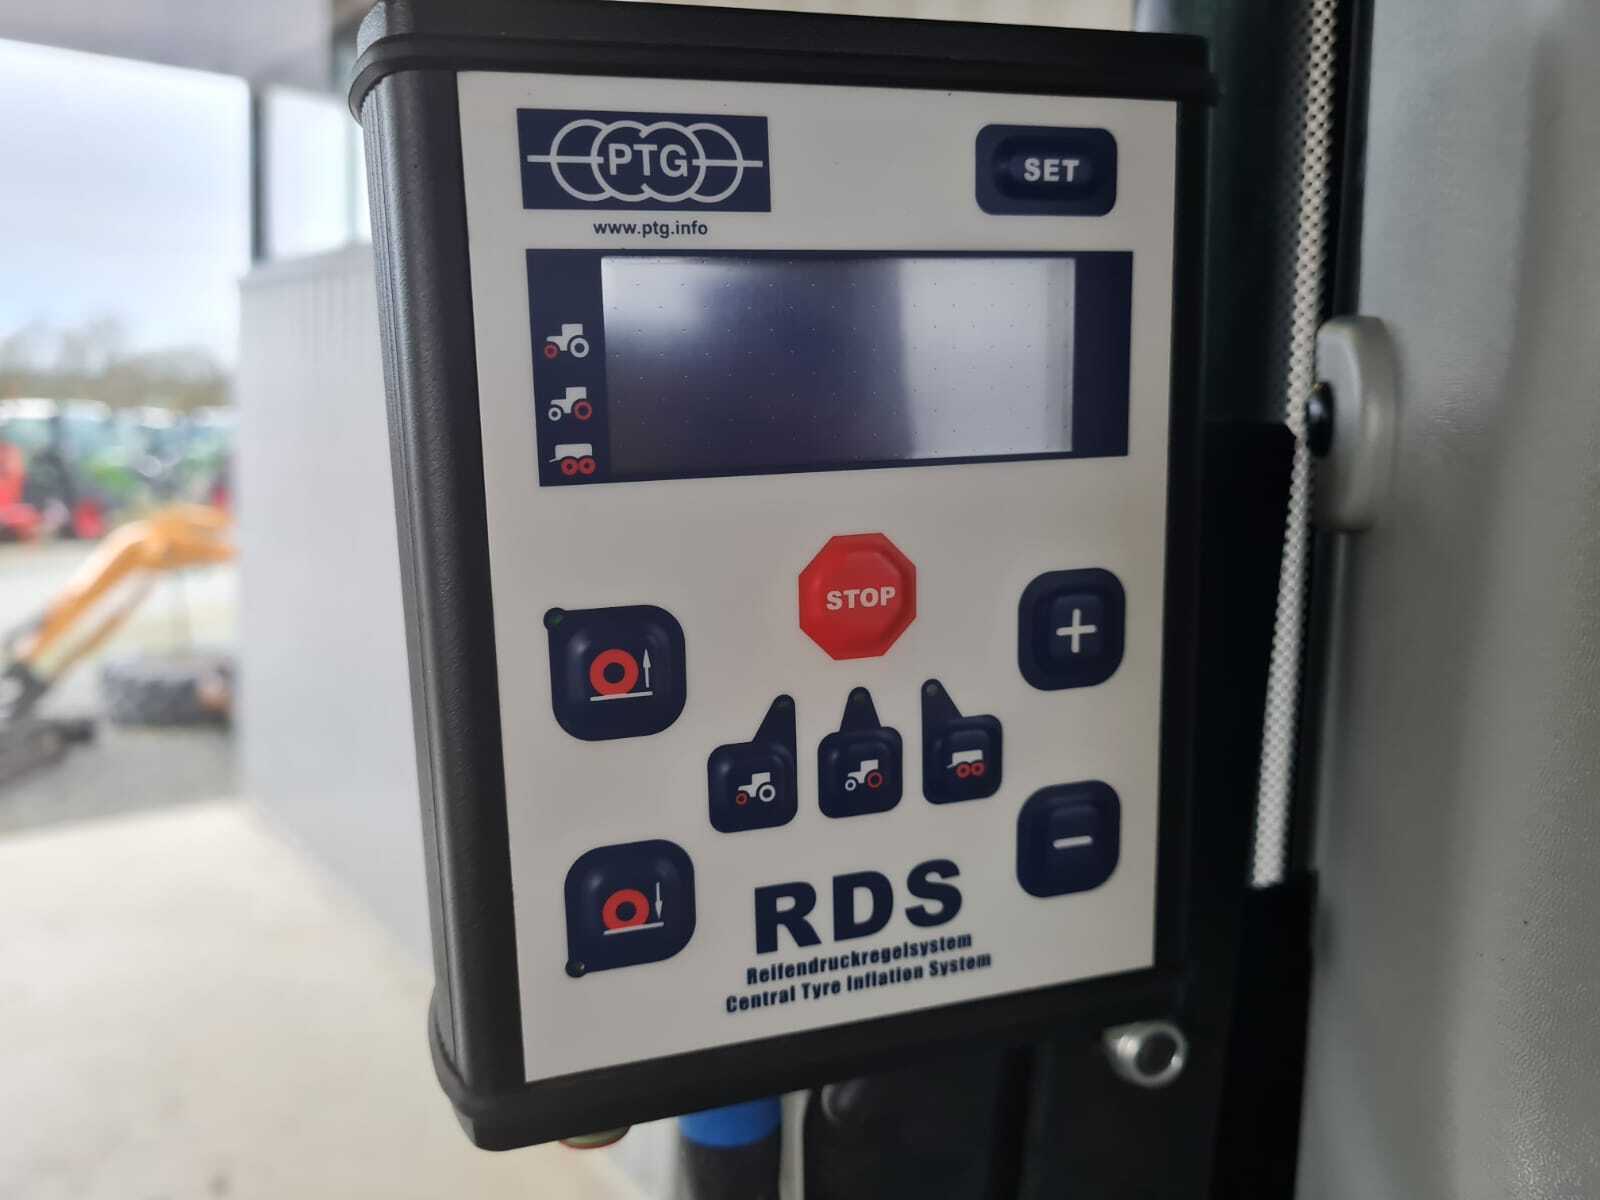 PTG
www.ptg.info
SET
STOP
+
−
RDS
Reifendruckregelsystem
Central Tyre Inflation System